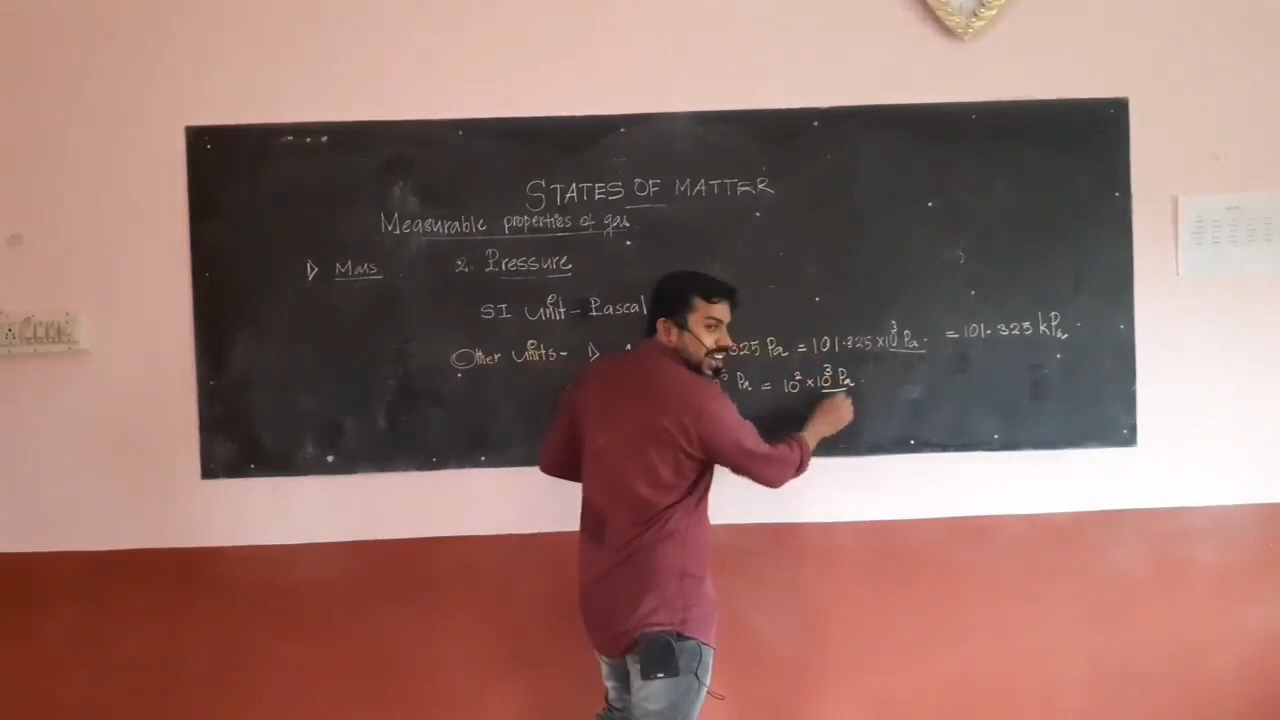 STATES OF MATTER
Measurable properties of gas
▷ Mass 2. Pressure
SI unit - Pascal
Other units - ▷ 325 Pa = 101.325 ×10³ Pa. = 101.325 kPa.
Pa = 10² ×10³ Pa.